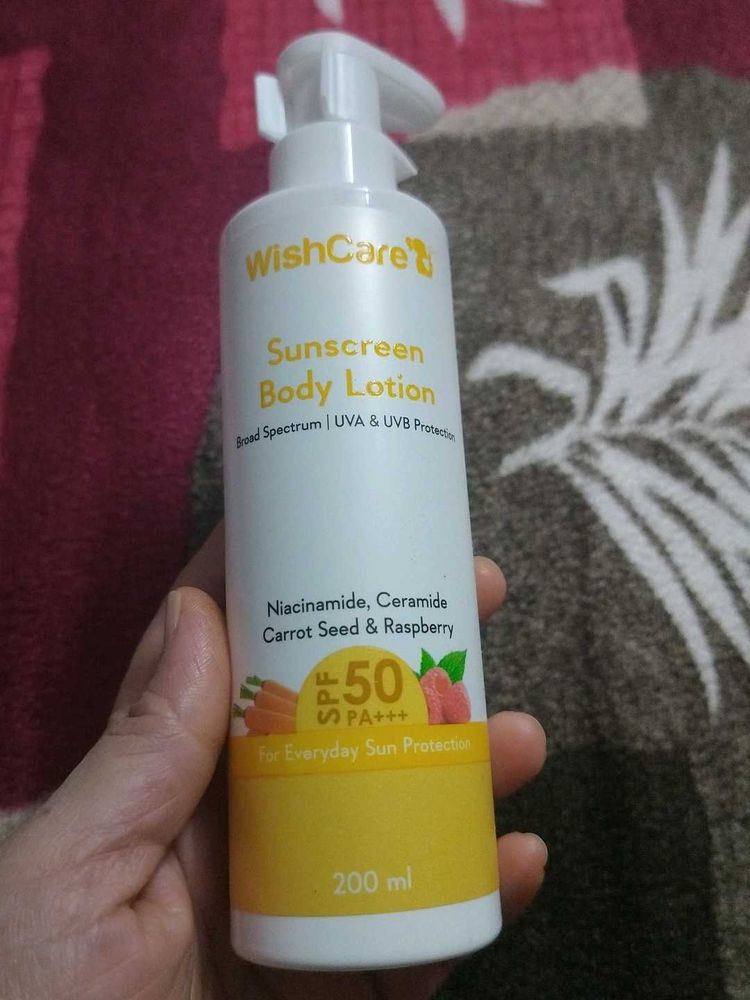 WishCare
Sunscreen
Body Lotion
Broad Spectrum | UVA & UVB Protection
Niacinamide, Ceramide
Carrot Seed & Raspberry
SPF 50
PA+++
For Everyday Sun Protection
200 ml